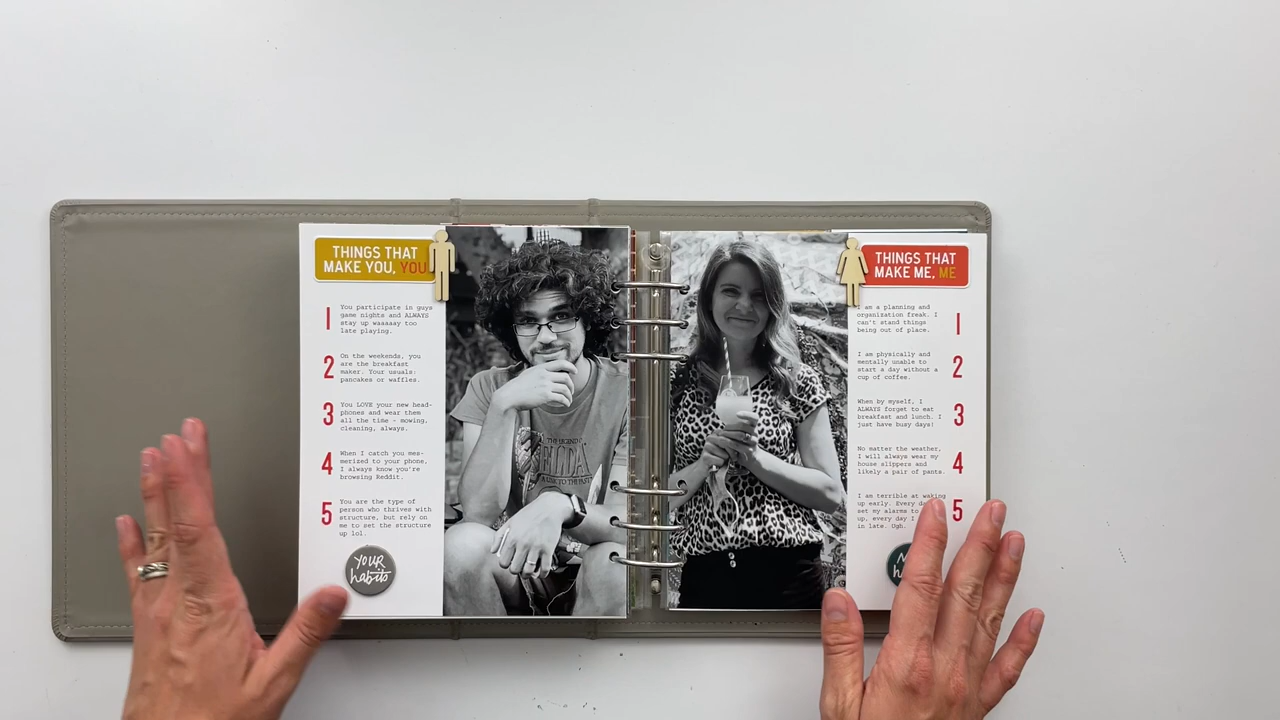 THINGS THAT
MAKE YOU, YOU
1
You participate in guys
game nights and ALWAYS
stay up waaaaay too
late playing.
2
On the weekends, you
are the breakfast
maker. Your usuals:
pancakes or waffles.
3
You LOVE your new head-
phones and wear them
all the time - mowing,
cleaning, always.
4
When I catch you mes-
merized to your phone,
I always know you're
browsing Reddit.
5
You are the type of
person who thrives with
structure, but rely on
me to set the structure
up lol.
YOUR
habits
THE LEGEND
A LINK TO THE PAST
THINGS THAT
MAKE ME, ME
I am a planning and
organization freak. I
can't stand things
being out of place.
1
I am physically and
mentally unable to
start a day without a
cup of coffee.
2
When by myself, I
ALWAYS forget to eat
breakfast and lunch. I
just have busy days!
3
No matter the weather,
I will always wear my
house slippers and
likely a pair of pants.
4
I am terrible at waking
up early. Every
set my alarms
up, every day
in late. Ugh.
5